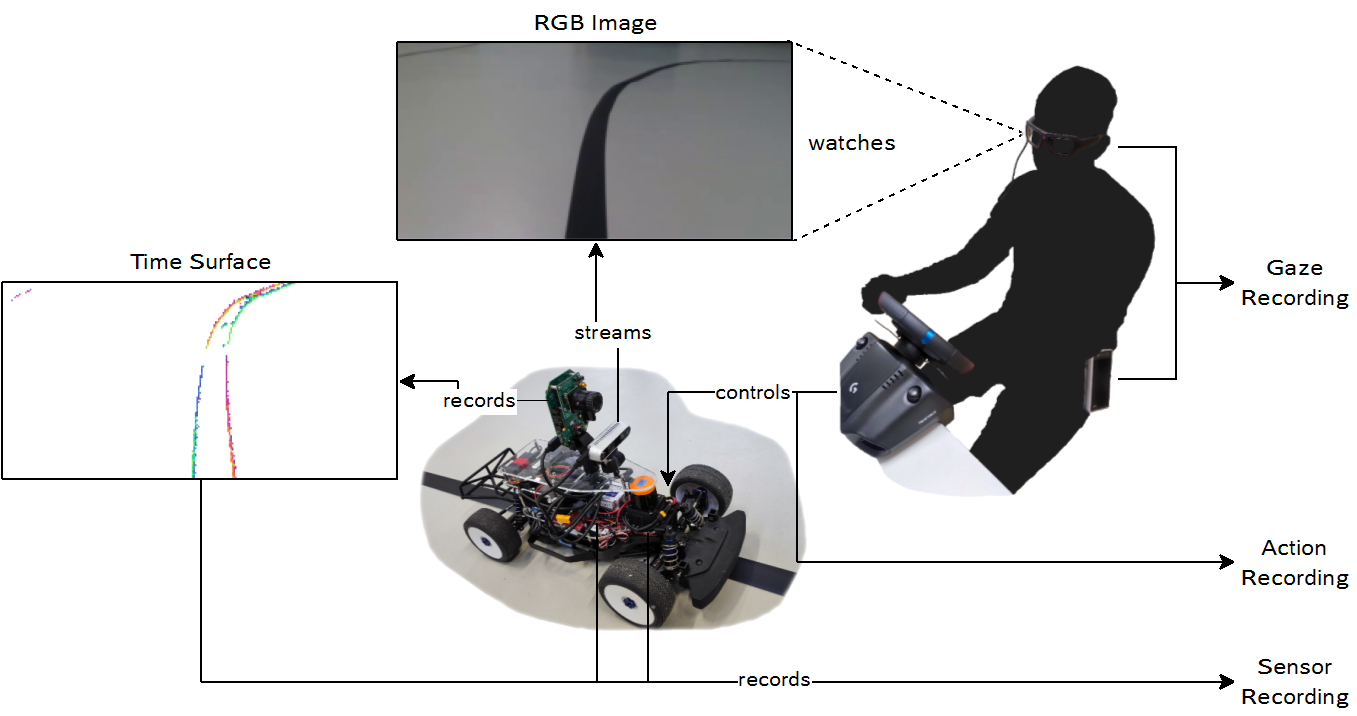 RGB Image
watches
Time Surface
Gaze
Recording
streams
controls
records
Action
Recording
Sensor
Recording
records